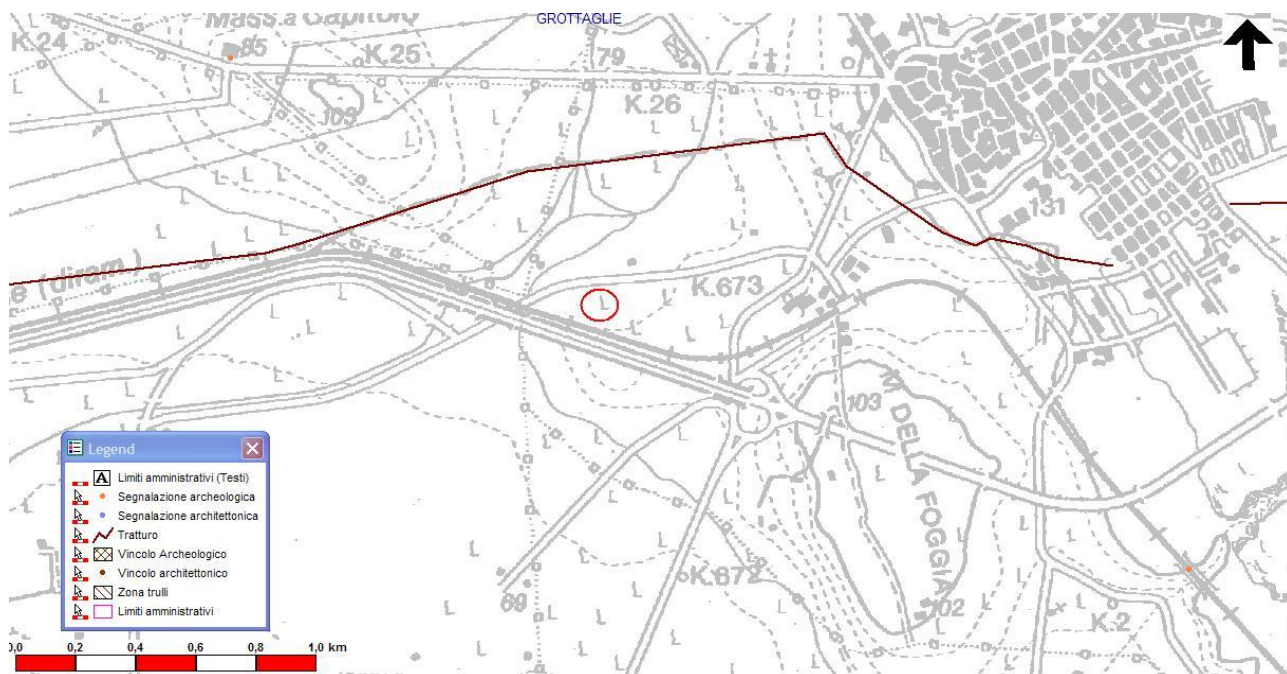 Mass.a Capitolo
GROTTAGLIE
K.24
85
K.25
79
K.26
103
131
e (diram.)
K.673
103
M. DELLA FOGGIA
K.672
69
102
K.2
Legend
A Limiti amministrativi (Testi)
Segnalazione archeologica
Segnalazione architettonica
Tratturo
Vincolo Archeologico
Vincolo architettonico
Zona trulli
Limiti amministrativi
0,0 0,2 0,4 0,6 0,8 1,0 km